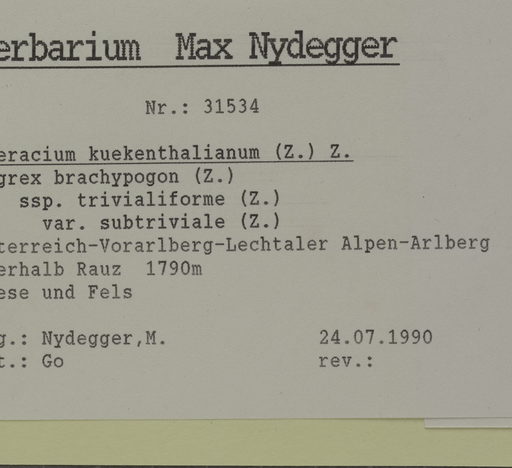 erbarium Max Nydegger
Nr.: 31534
eracium kuekenthalianum (Z.) Z.
grex brachypogon (Z.)
ssp. trivialiforme (Z.)
var. subtriviale (Z.)
terreich-Vorarlberg-Lechtaler Alpen-Arlberg
erhalb Rauz 1790m
ese und Fels
g.: Nydegger,M. 24.07.1990
t.: Go rev.: